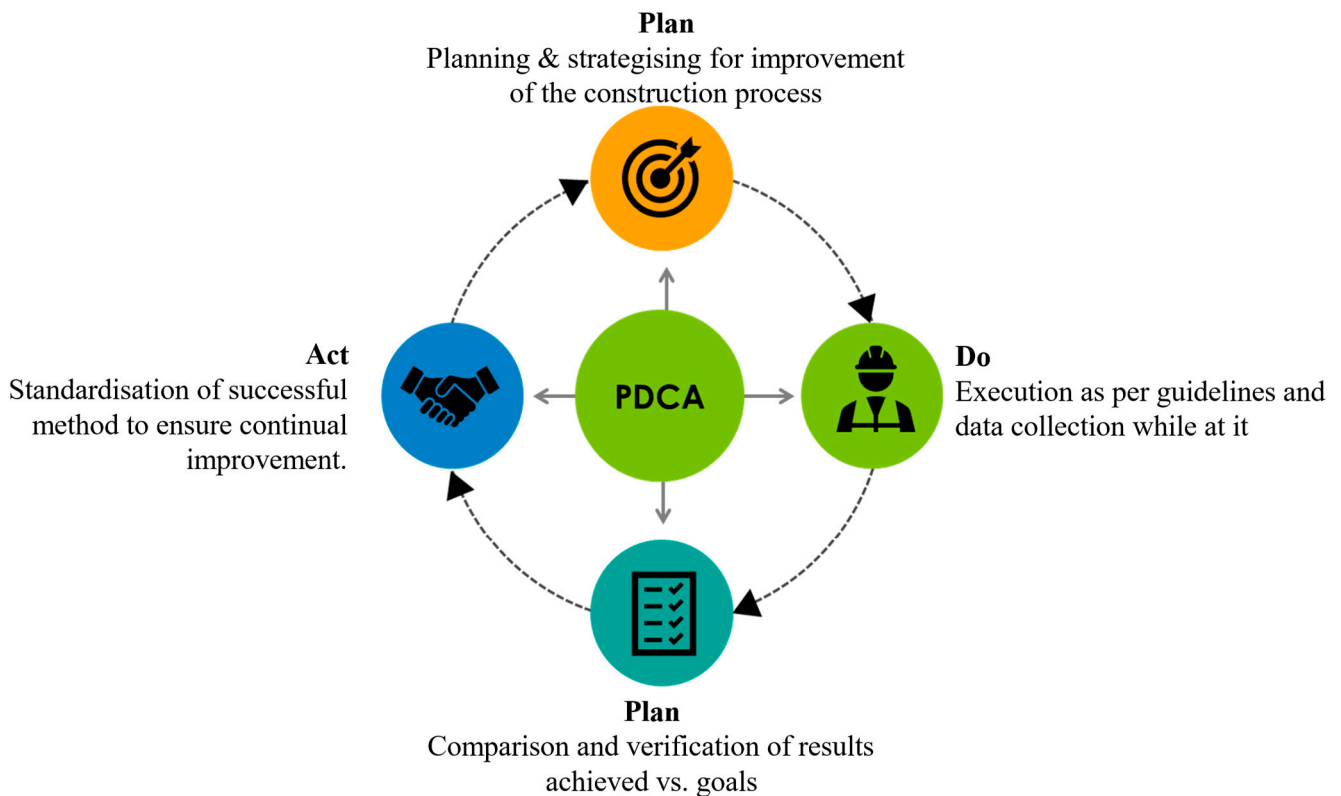 Plan
Planning & strategising for improvement
of the construction process
Act
Standardisation of successful
method to ensure continual
improvement.
PDCA
Do
Execution as per guidelines and
data collection while at it
Plan
Comparison and verification of results
achieved vs. goals